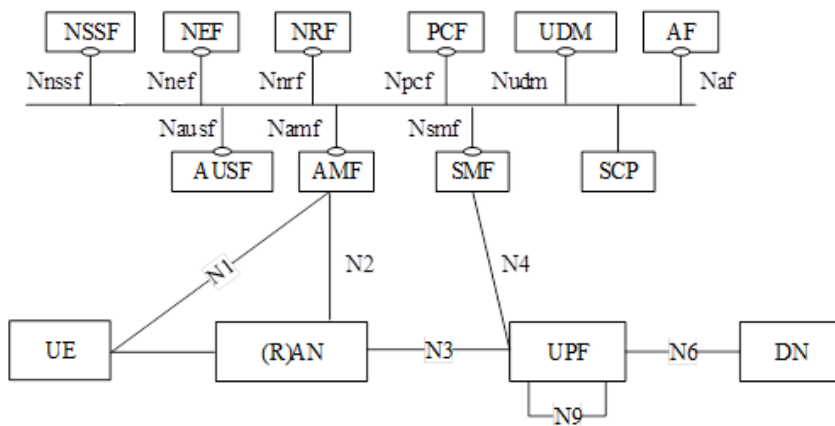 NSSF NEF NRF PCF UDM AF
Nnssf Nnef Nnrf Npcf Nudm Naf
Nausf Namf Nsmf
AUSF AMF SMF SCP
N1 N2 N4
UE (R)AN N3 UPF N6 DN
N9